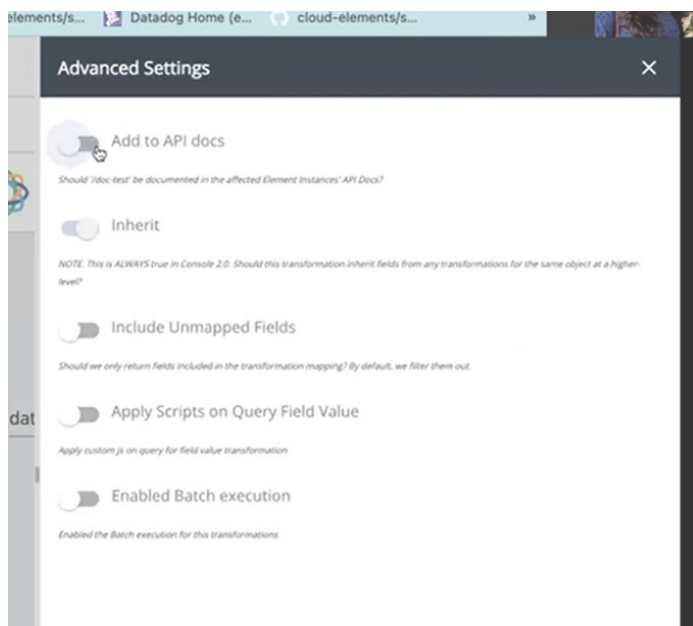 elements/s... Datadog Home (e... cloud-elements/s... »
Advanced Settings
Add to API docs
Should '/doc-test' be documented in the affected Element Instances' API Docs?
Inherit
NOTE: This is ALWAYS true in Console 2.0. Should this transformation inherit fields from any transformations for the same object at a higher-
level?
Include Unmapped Fields
Should we only return fields included in the transformation mapping? By default, we filter them out.
Apply Scripts on Query Field Value
dat
Apply custom js on query for field value transformation
Enabled Batch execution
Enabled the Batch execution for this transformations